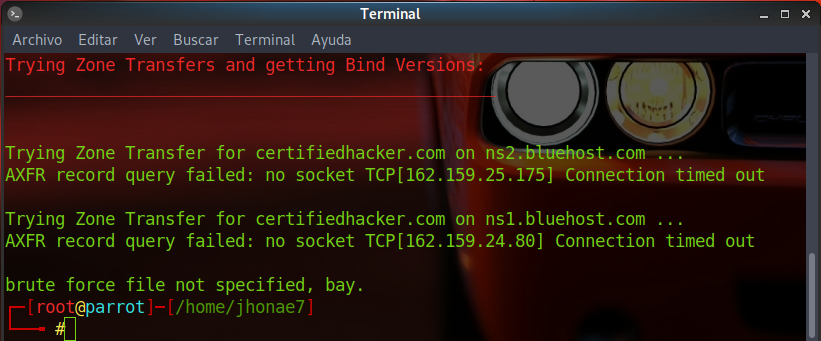 Terminal
Archivo Editar Ver Buscar Terminal Ayuda
Trying Zone Transfers and getting Bind Versions:
Trying Zone Transfer for certifiedhacker.com on ns2.bluehost.com ...
AXFR record query failed: no socket TCP[162.159.25.175] Connection timed out
Trying Zone Transfer for certifiedhacker.com on ns1.bluehost.com ...
AXFR record query failed: no socket TCP[162.159.24.80] Connection timed out
brute force file not specified, bay.
┌─[root@parrot]─[/home/jhonae7]
└──╼ #